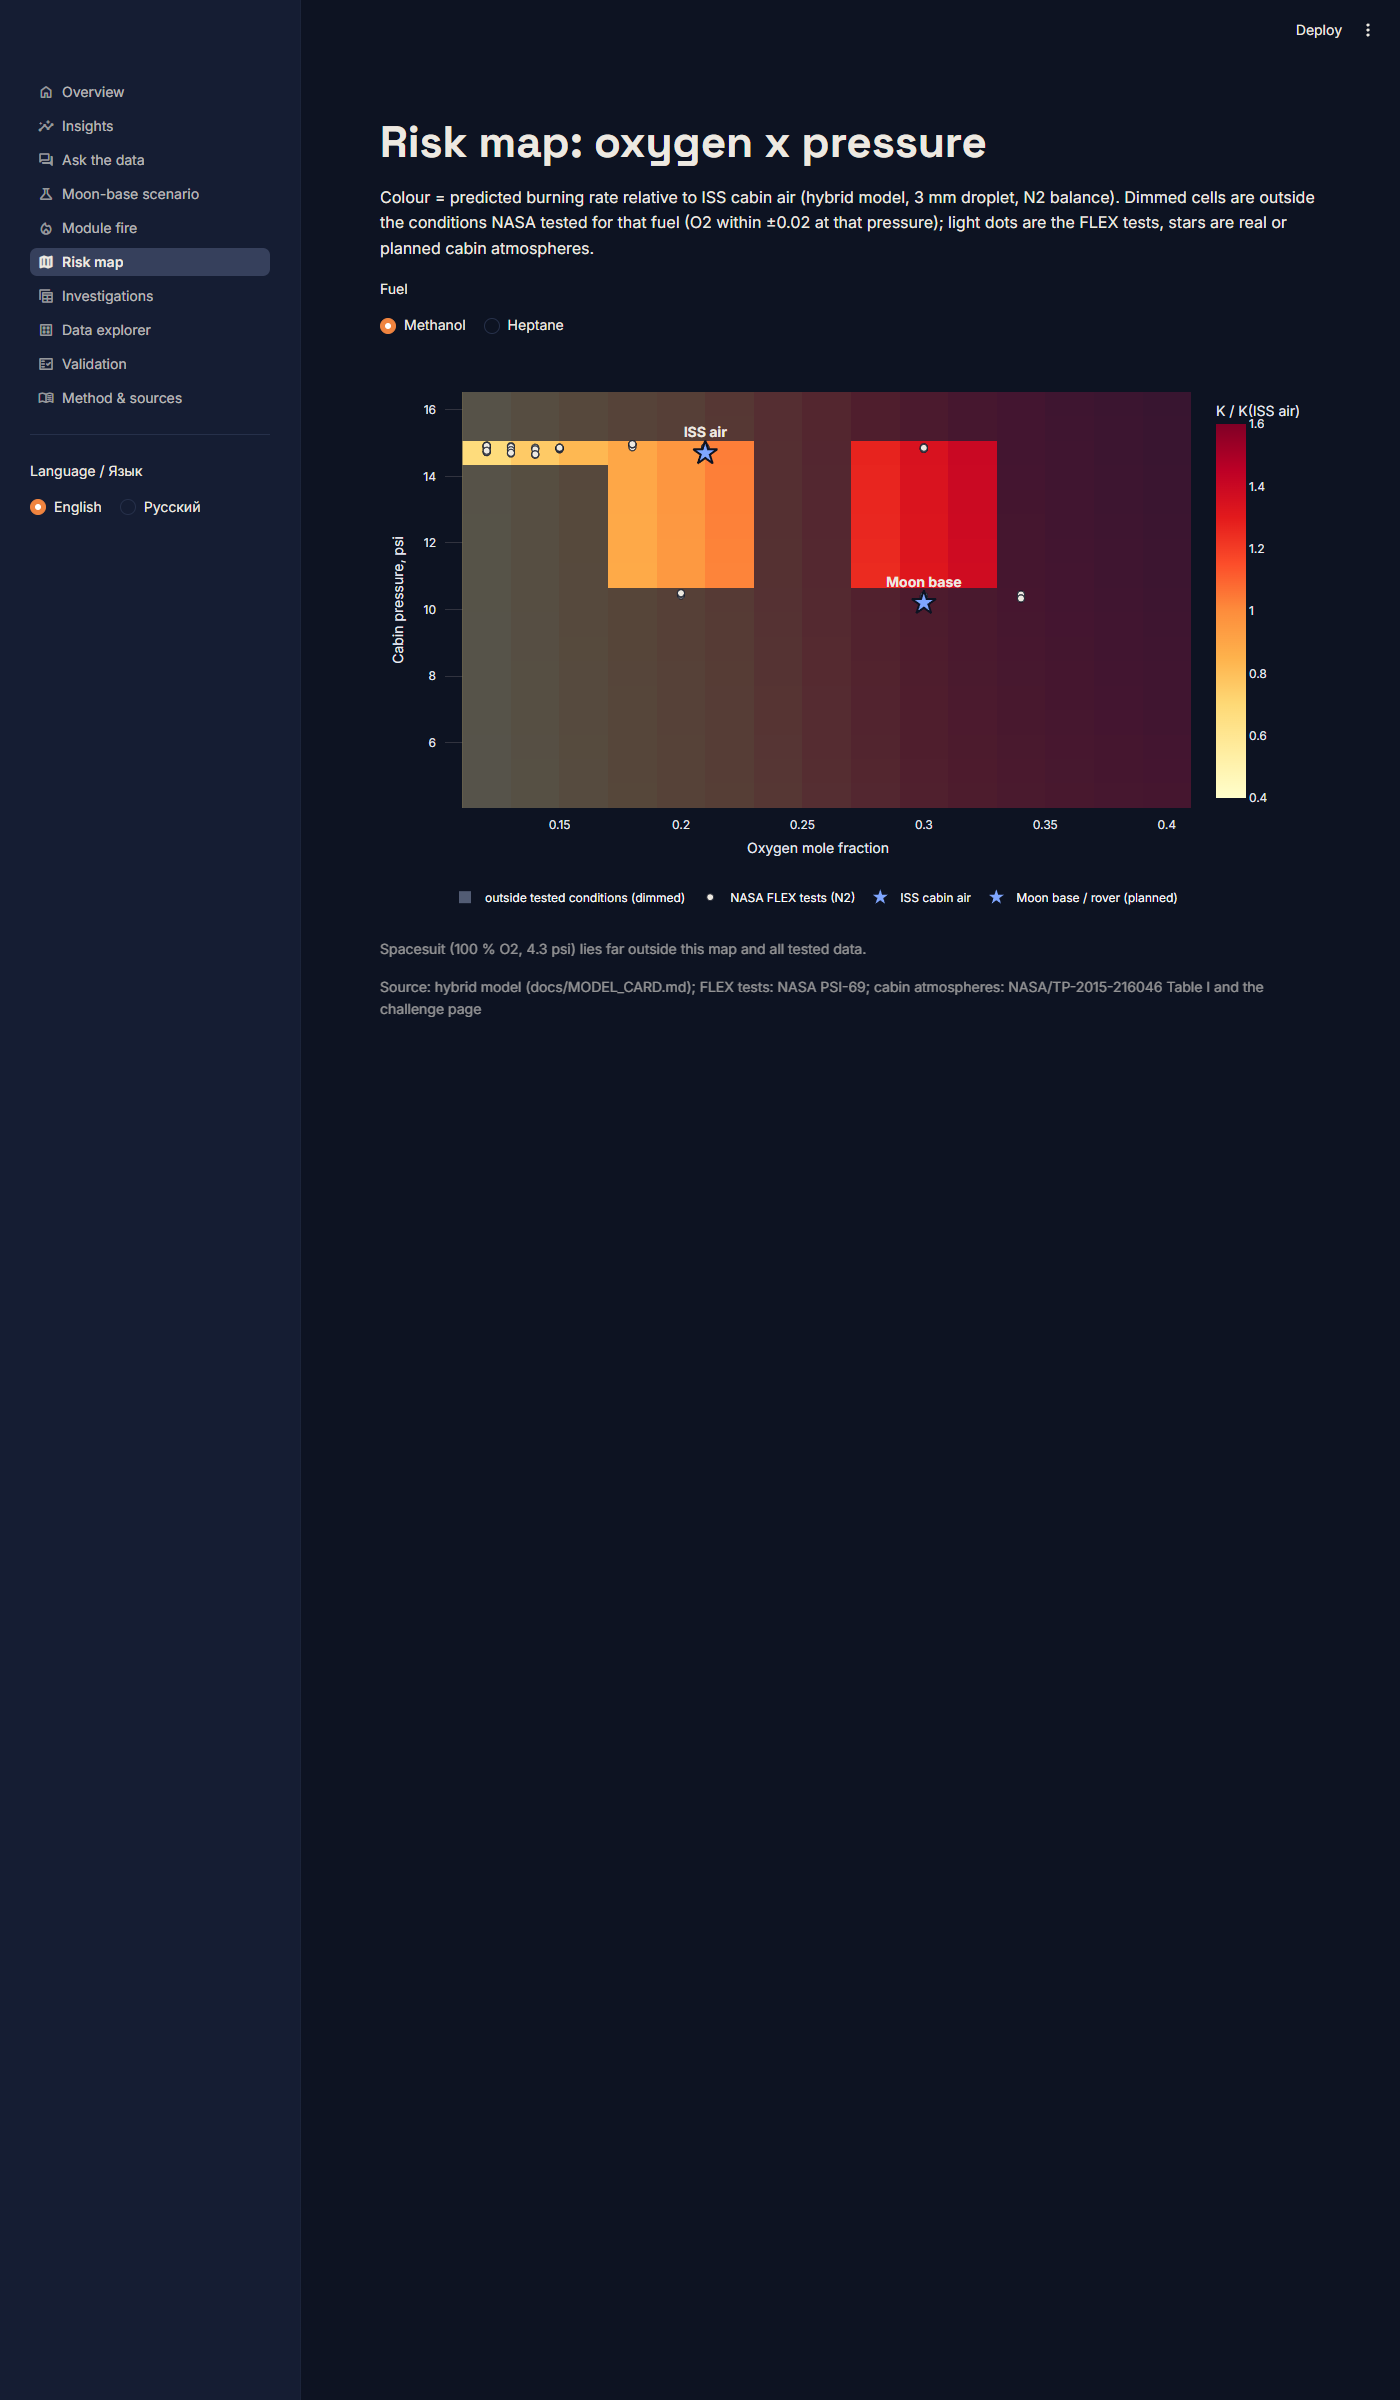 Deploy
Overview
Insights
Ask the data
Moon-base scenario
Module fire
Risk map
Investigations
Data explorer
Validation
Method & sources
Language / Язык
English
Русский
Risk map: oxygen x pressure
Colour = predicted burning rate relative to ISS cabin air (hybrid model, 3 mm droplet, N2 balance). Dimmed cells are outside
the conditions NASA tested for that fuel (O2 within ±0.02 at that pressure); light dots are the FLEX tests, stars are real or
planned cabin atmospheres.
Fuel
Methanol
Heptane
K / K(ISS air)
1.6
1.4
1.2
1
0.8
0.6
0.4
16
14
12
10
8
6
Cabin pressure, psi
ISS air
Moon base
0.15
0.2
0.25
0.3
0.35
0.4
Oxygen mole fraction
outside tested conditions (dimmed)
NASA FLEX tests (N2)
ISS cabin air
Moon base / rover (planned)
Spacesuit (100 % O2, 4.3 psi) lies far outside this map and all tested data.
Source: hybrid model (docs/MODEL_CARD.md); FLEX tests: NASA PSI-69; cabin atmospheres: NASA/TP-2015-216046 Table I and the
challenge page